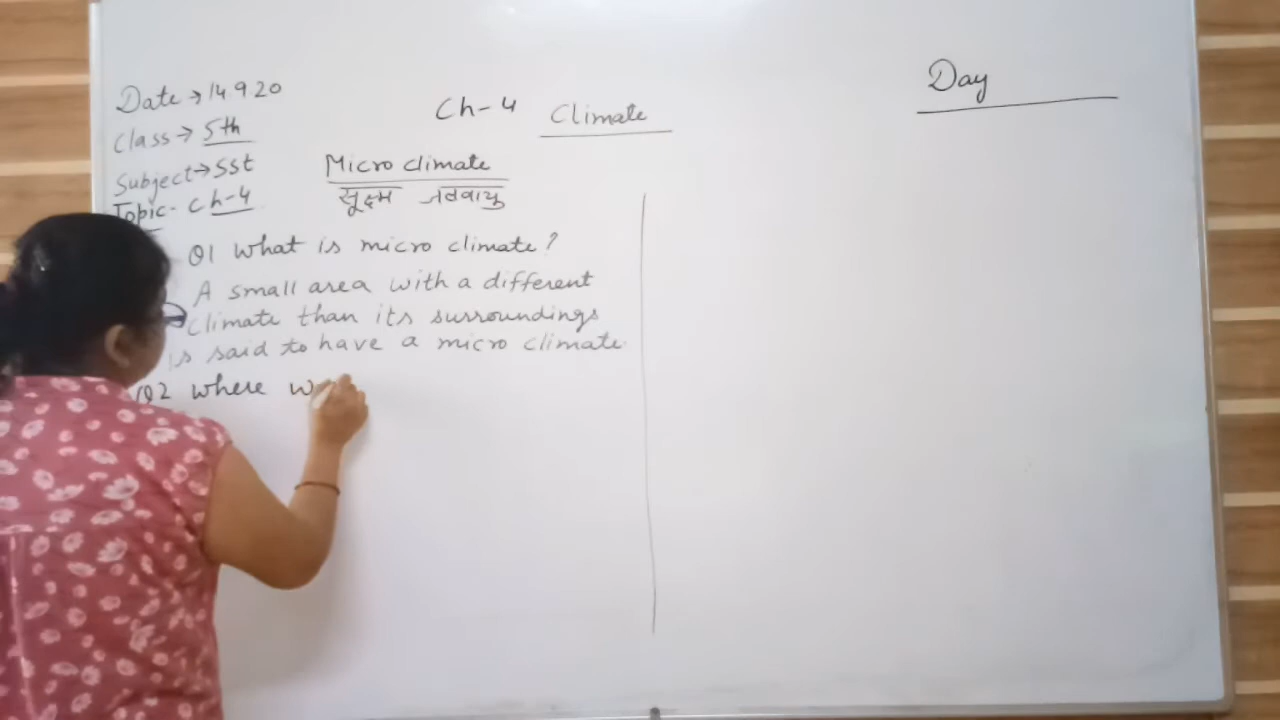 Date → 14 9 20
Class → 5th
Subject → SSt
Topic - Ch-4
Ch-4 Climate
Day
Micro climate
सूक्ष्म जलवायु
Q1 What is micro climate?
A small area with a different
climate than its surroundings
is said to have a micro climate.
Q2 where